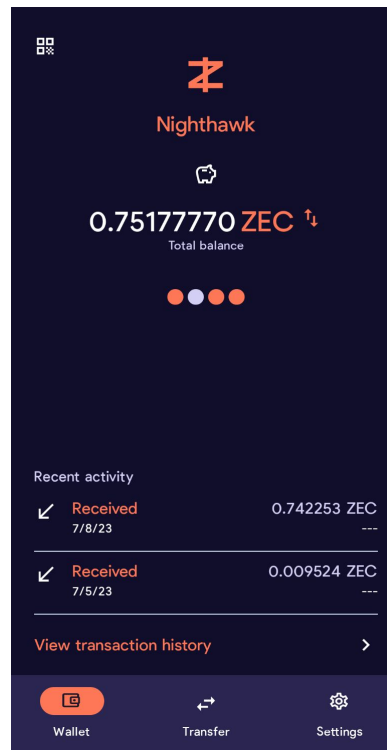 Nighthawk
0.75177770 ZEC
Total balance
Recent activity
Received 0.742253 ZEC
7/8/23 ---
Received 0.009524 ZEC
7/5/23 ---
View transaction history
Wallet Transfer Settings